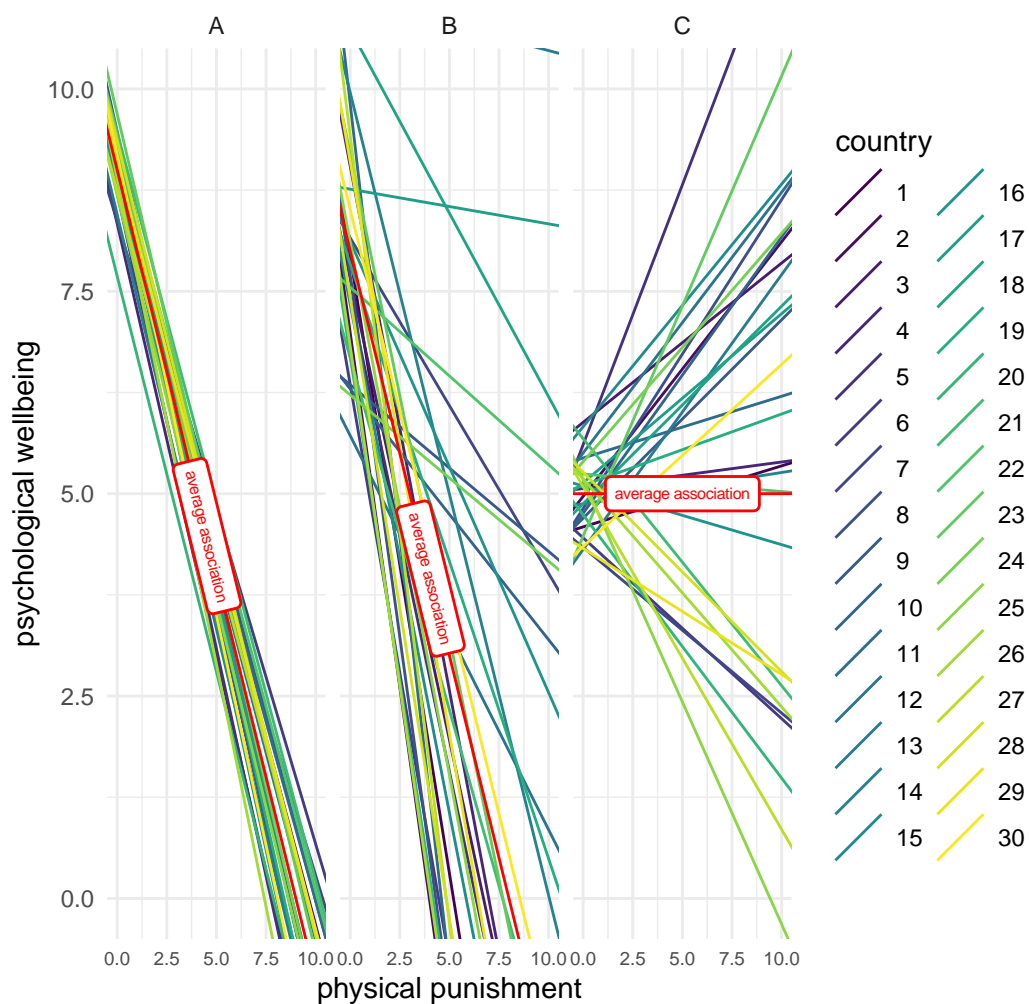 A B C
10.0
7.5
5.0
2.5
0.0
psychological wellbeing
average association
average association
average association
0.0 2.5 5.0 7.5 10.0 0.0 2.5 5.0 7.5 10.0 0.0 2.5 5.0 7.5 10.0
physical punishment
country
1 16
2 17
3 18
4 19
5 20
6 21
7 22
8 23
9 24
10 25
11 26
12 27
13 28
14 29
15 30